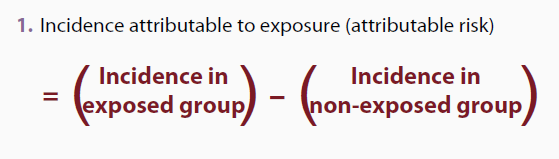 1. Incidence attributable to exposure (attributable risk)
= (Incidence in exposed group) – (Incidence in non-exposed group)